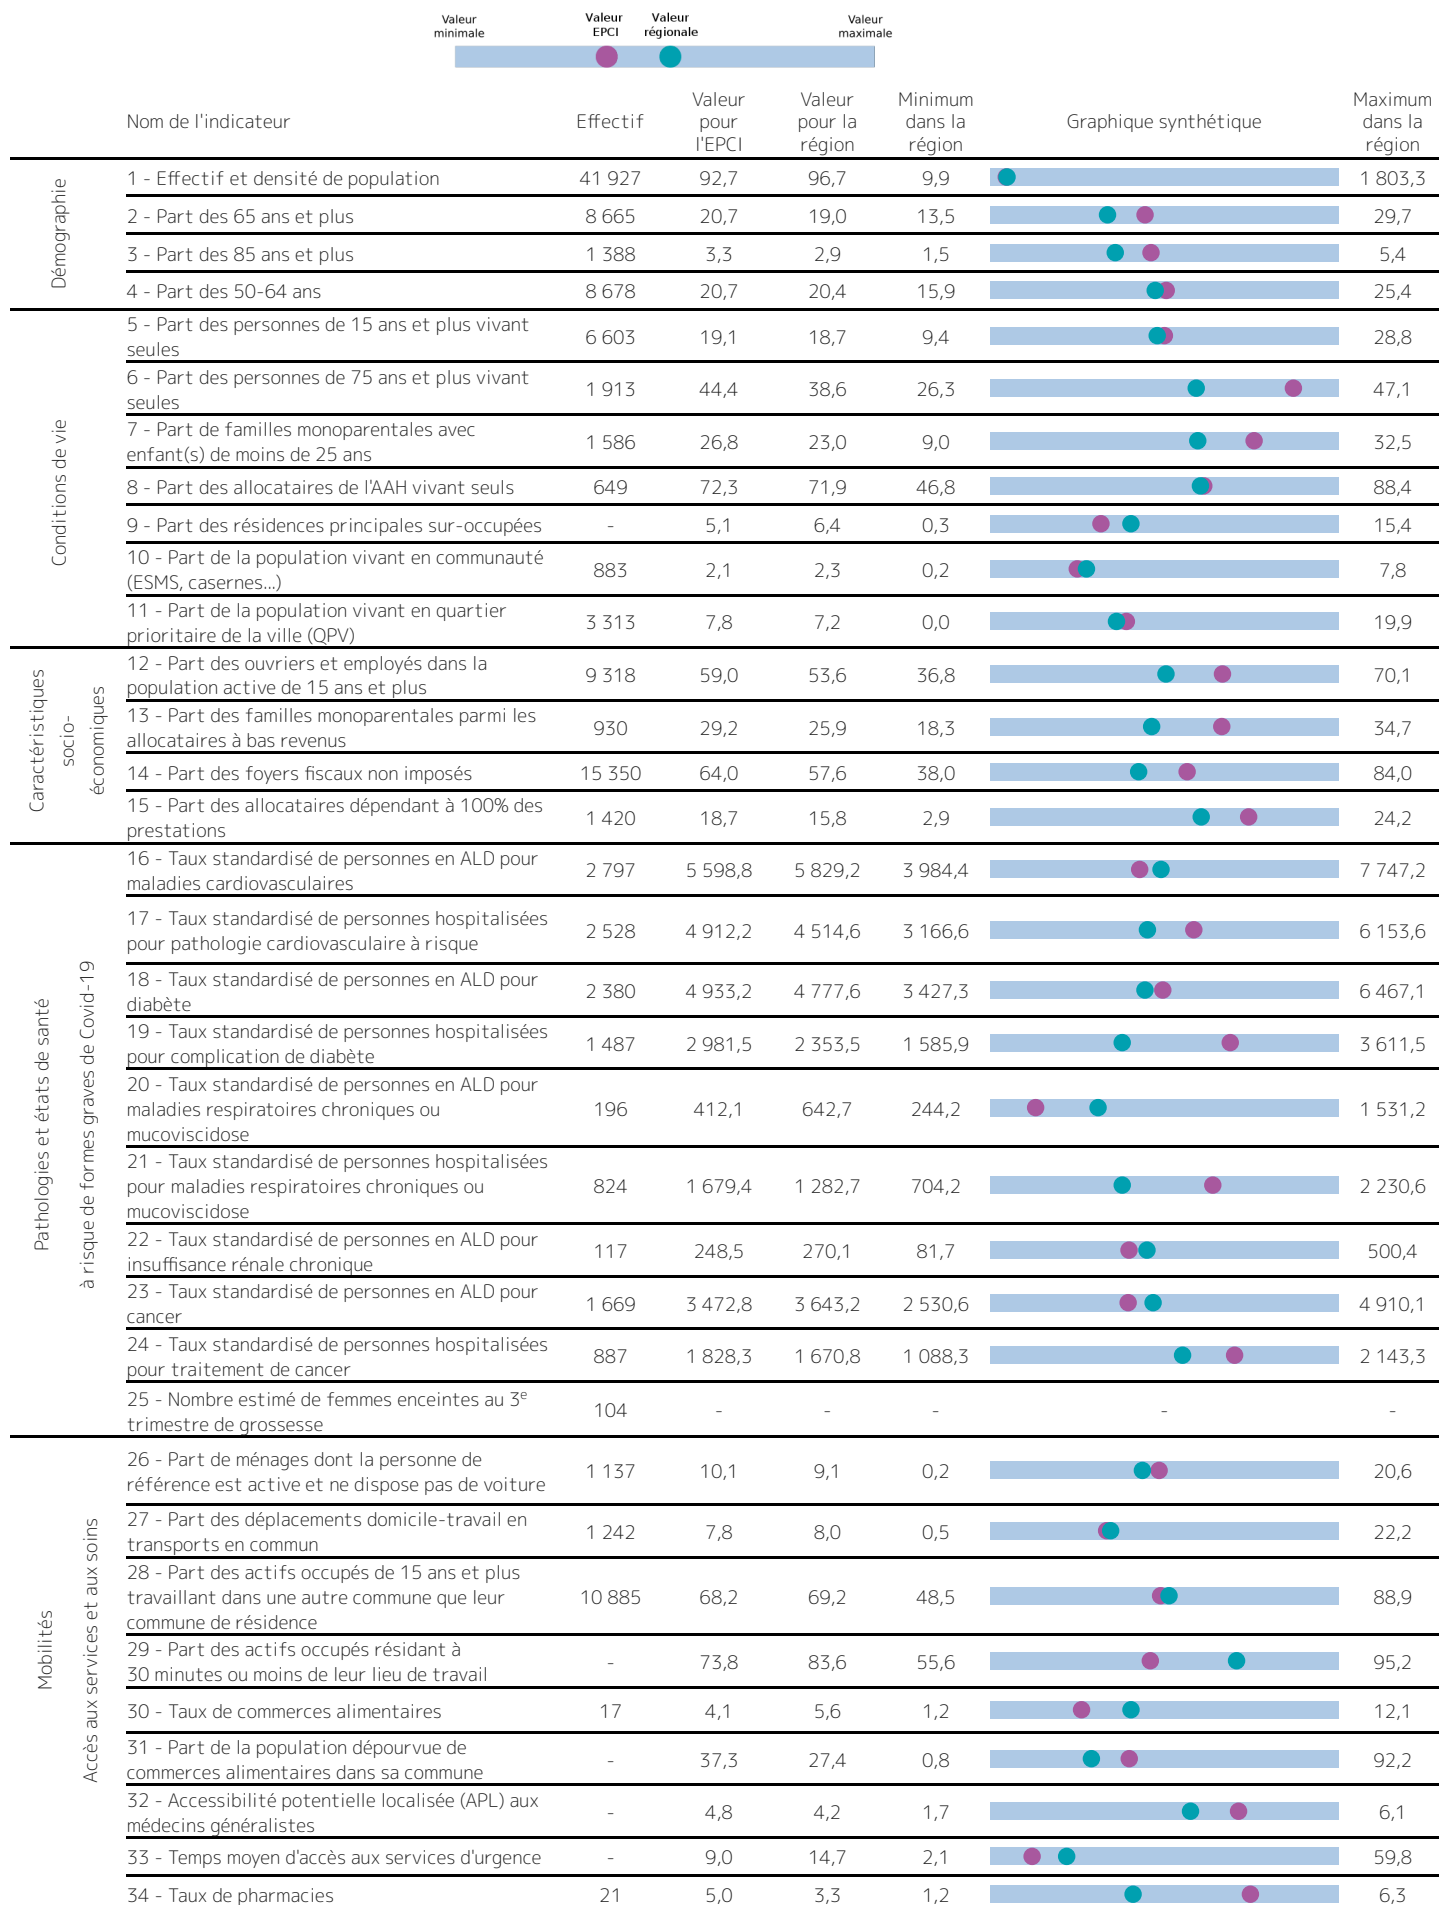 Valeur minimale
Valeur EPCI
Valeur régionale
Valeur maximale
Nom de l'indicateur
Effectif
Valeur pour l'EPCI
Valeur pour la région
Minimum dans la région
Graphique synthétique
Maximum dans la région
Démographie
1 - Effectif et densité de population 41 927 92,7 96,7 9,9 1 803,3
2 - Part des 65 ans et plus 8 665 20,7 19,0 13,5 29,7
3 - Part des 85 ans et plus 1 388 3,3 2,9 1,5 5,4
4 - Part des 50-64 ans 8 678 20,7 20,4 15,9 25,4
Conditions de vie
5 - Part des personnes de 15 ans et plus vivant
seules 6 603 19,1 18,7 9,4 28,8
6 - Part des personnes de 75 ans et plus vivant
seules 1 913 44,4 38,6 26,3 47,1
7 - Part de familles monoparentales avec
enfant(s) de moins de 25 ans 1 586 26,8 23,0 9,0 32,5
8 - Part des allocataires de l'AAH vivant seuls 649 72,3 71,9 46,8 88,4
9 - Part des résidences principales sur-occupées - 5,1 6,4 0,3 15,4
10 - Part de la population vivant en communauté
(ESMS, casernes...) 883 2,1 2,3 0,2 7,8
11 - Part de la population vivant en quartier
prioritaire de la ville (QPV) 3 313 7,8 7,2 0,0 19,9
Caractéristiques
socio-
économiques
12 - Part des ouvriers et employés dans la
population active de 15 ans et plus 9 318 59,0 53,6 36,8 70,1
13 - Part des familles monoparentales parmi les
allocataires à bas revenus 930 29,2 25,9 18,3 34,7
14 - Part des foyers fiscaux non imposés 15 350 64,0 57,6 38,0 84,0
15 - Part des allocataires dépendant à 100% des
prestations 1 420 18,7 15,8 2,9 24,2
Pathologies et états de santé
à risque de formes graves de Covid-19
16 - Taux standardisé de personnes en ALD pour
maladies cardiovasculaires 2 797 5 598,8 5 829,2 3 984,4 7 747,2
17 - Taux standardisé de personnes hospitalisées
pour pathologie cardiovasculaire à risque 2 528 4 912,2 4 514,6 3 166,6 6 153,6
18 - Taux standardisé de personnes en ALD pour
diabète 2 380 4 933,2 4 777,6 3 427,3 6 467,1
19 - Taux standardisé de personnes hospitalisées
pour complication de diabète 1 487 2 981,5 2 353,5 1 585,9 3 611,5
20 - Taux standardisé de personnes en ALD pour
maladies respiratoires chroniques ou
mucoviscidose 196 412,1 642,7 244,2 1 531,2
21 - Taux standardisé de personnes hospitalisées
pour maladies respiratoires chroniques ou
mucoviscidose 824 1 679,4 1 282,7 704,2 2 230,6
22 - Taux standardisé de personnes en ALD pour
insuffisance rénale chronique 117 248,5 270,1 81,7 500,4
23 - Taux standardisé de personnes en ALD pour
cancer 1 669 3 472,8 3 643,2 2 530,6 4 910,1
24 - Taux standardisé de personnes hospitalisées
pour traitement de cancer 887 1 828,3 1 670,8 1 088,3 2 143,3
25 - Nombre estimé de femmes enceintes au 3e
trimestre de grossesse 104 - - - - -
Mobilités
Accès aux services et aux soins
26 - Part de ménages dont la personne de
référence est active et ne dispose pas de voiture 1 137 10,1 9,1 0,2 20,6
27 - Part des déplacements domicile-travail en
transports en commun 1 242 7,8 8,0 0,5 22,2
28 - Part des actifs occupés de 15 ans et plus
travaillant dans une autre commune que leur
commune de résidence 10 885 68,2 69,2 48,5 88,9
29 - Part des actifs occupés résidant à
30 minutes ou moins de leur lieu de travail - 73,8 83,6 55,6 95,2
30 - Taux de commerces alimentaires 17 4,1 5,6 1,2 12,1
31 - Part de la population dépourvue de
commerces alimentaires dans sa commune - 37,3 27,4 0,8 92,2
32 - Accessibilité potentielle localisée (APL) aux
médecins généralistes - 4,8 4,2 1,7 6,1
33 - Temps moyen d'accès aux services d'urgence - 9,0 14,7 2,1 59,8
34 - Taux de pharmacies 21 5,0 3,3 1,2 6,3